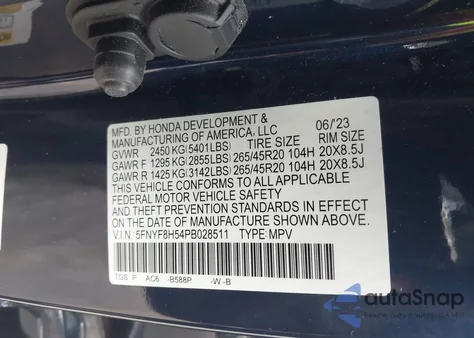 MFD. BY HONDA DEVELOPMENT &
MANUFACTURING OF AMERICA, LLC 06/23
GVWR 2450 KG (5401LBS) TIRE SIZE RIM SIZE
GAWR F 1295 KG (2855LBS) 265/45R20 104H 20X8.5J
GAWR R 1425 KG (3142LBS) 265/45R20 104H 20X8.5J
THIS VEHICLE CONFORMS TO ALL APPLICABLE
FEDERAL MOTOR VEHICLE SAFETY
AND THEFT PREVENTION STANDARDS IN EFFECT
ON THE DATE OF MANUFACTURE SHOWN ABOVE.
V.I.N. 5FNYF8H54PB028511 TYPE: MPV
TGS P AC6 -B588P -W -B
autoSnap